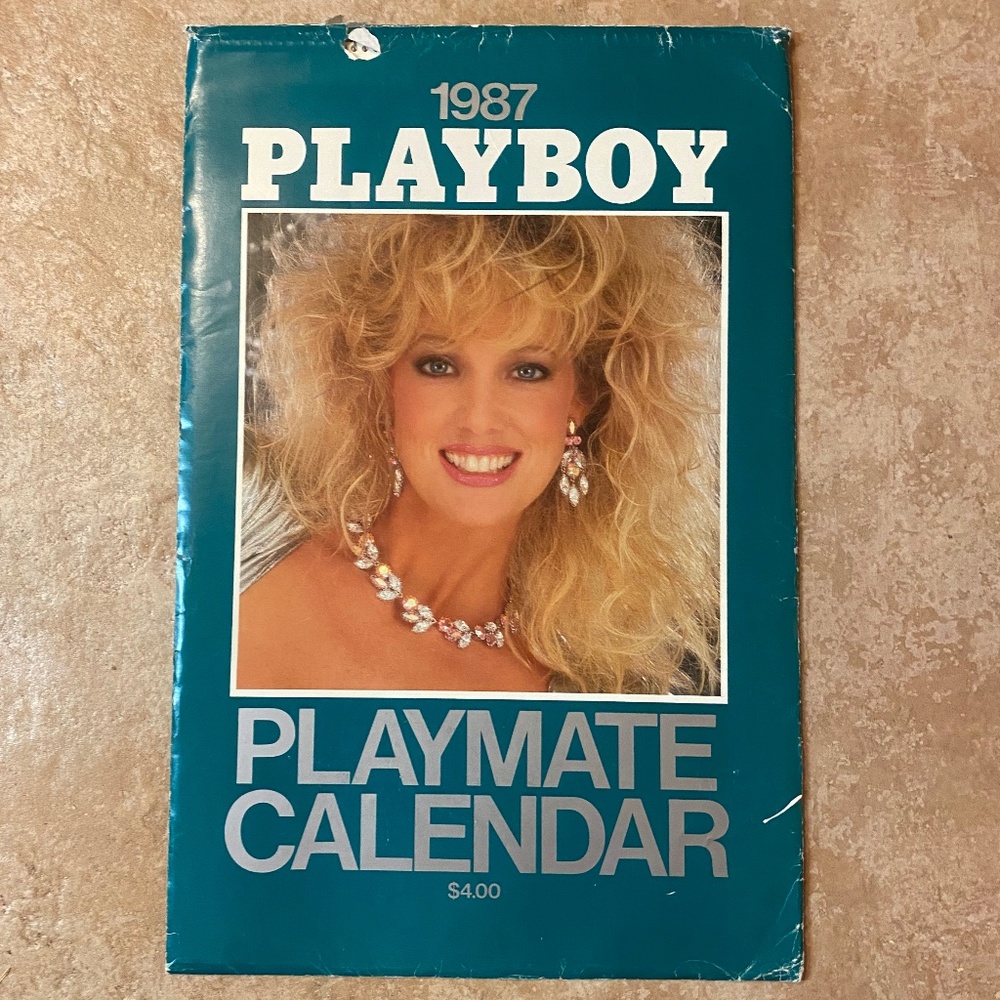 1987
PLAYBOY
PLAYMATE
CALENDAR
$4.00